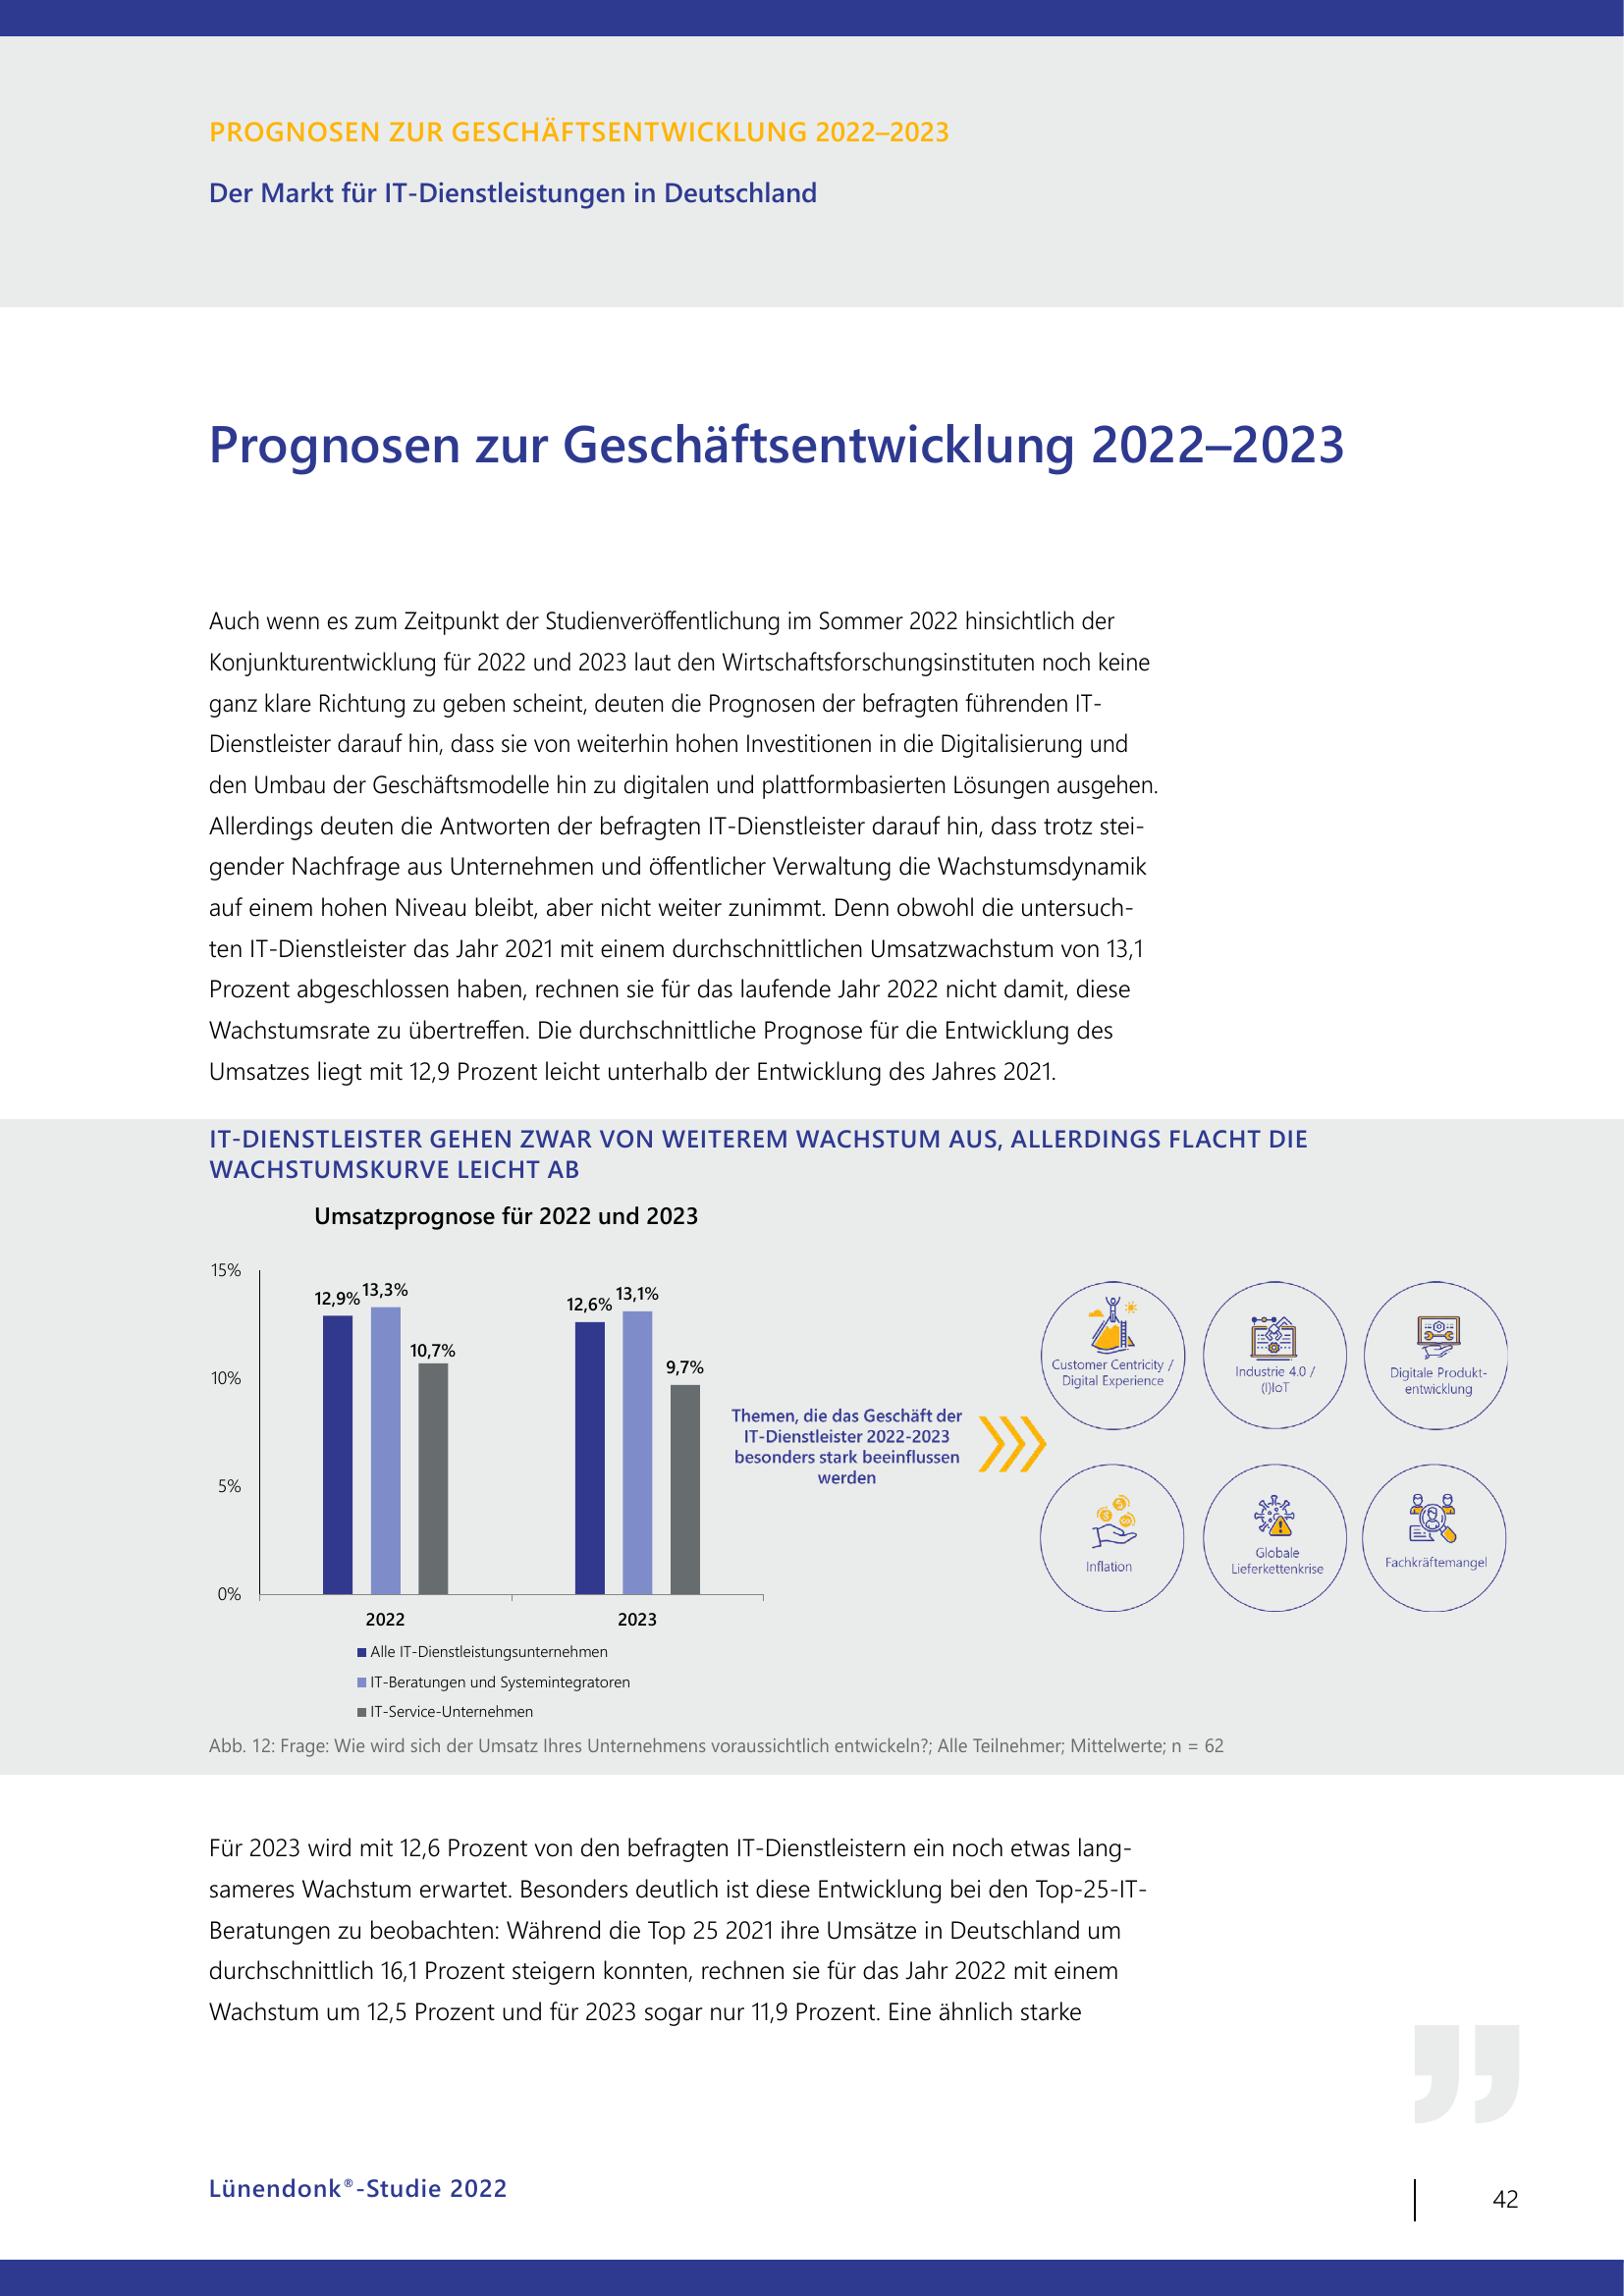 PROGNOSEN ZUR GESCHÄFTSENTWICKLUNG 2022–2023
Der Markt für IT-Dienstleistungen in Deutschland
Prognosen zur Geschäftsentwicklung 2022–2023
Auch wenn es zum Zeitpunkt der Studienveröffentlichung im Sommer 2022 hinsichtlich der
Konjunkturentwicklung für 2022 und 2023 laut den Wirtschaftsforschungsinstituten noch keine
ganz klare Richtung zu geben scheint, deuten die Prognosen der befragten führenden IT-
Dienstleister darauf hin, dass sie von weiterhin hohen Investitionen in die Digitalisierung und
den Umbau der Geschäftsmodelle hin zu digitalen und plattformbasierten Lösungen ausgehen.
Allerdings deuten die Antworten der befragten IT-Dienstleister darauf hin, dass trotz stei-
gender Nachfrage aus Unternehmen und öffentlicher Verwaltung die Wachstumsdynamik
auf einem hohen Niveau bleibt, aber nicht weiter zunimmt. Denn obwohl die untersuch-
ten IT-Dienstleister das Jahr 2021 mit einem durchschnittlichen Umsatzwachstum von 13,1
Prozent abgeschlossen haben, rechnen sie für das laufende Jahr 2022 nicht damit, diese
Wachstumsrate zu übertreffen. Die durchschnittliche Prognose für die Entwicklung des
Umsatzes liegt mit 12,9 Prozent leicht unterhalb der Entwicklung des Jahres 2021.
IT-DIENSTLEISTER GEHEN ZWAR VON WEITEREM WACHSTUM AUS, ALLERDINGS FLACHT DIE
WACHSTUMSKURVE LEICHT AB
Umsatzprognose für 2022 und 2023
15%
10%
5%
0%
12,9%
13,3%
10,7%
12,6%
13,1%
9,7%
2022
2023
Alle IT-Dienstleistungsunternehmen
IT-Beratungen und Systemintegratoren
IT-Service-Unternehmen
Themen, die das Geschäft der
IT-Dienstleister 2022-2023
besonders stark beeinflussen
werden
Customer Centricity /
Digital Experience
Industrie 4.0 /
(I)IoT
Digitale Produkt-
entwicklung
Inflation
Globale
Lieferkettenkrise
Fachkräftemangel
Abb. 12: Frage: Wie wird sich der Umsatz Ihres Unternehmens voraussichtlich entwickeln?; Alle Teilnehmer; Mittelwerte; n = 62
Für 2023 wird mit 12,6 Prozent von den befragten IT-Dienstleistern ein noch etwas lang-
sameres Wachstum erwartet. Besonders deutlich ist diese Entwicklung bei den Top-25-IT-
Beratungen zu beobachten: Während die Top 25 2021 ihre Umsätze in Deutschland um
durchschnittlich 16,1 Prozent steigern konnten, rechnen sie für das Jahr 2022 mit einem
Wachstum um 12,5 Prozent und für 2023 sogar nur 11,9 Prozent. Eine ähnlich starke
Lünendonk®-Studie 2022
42